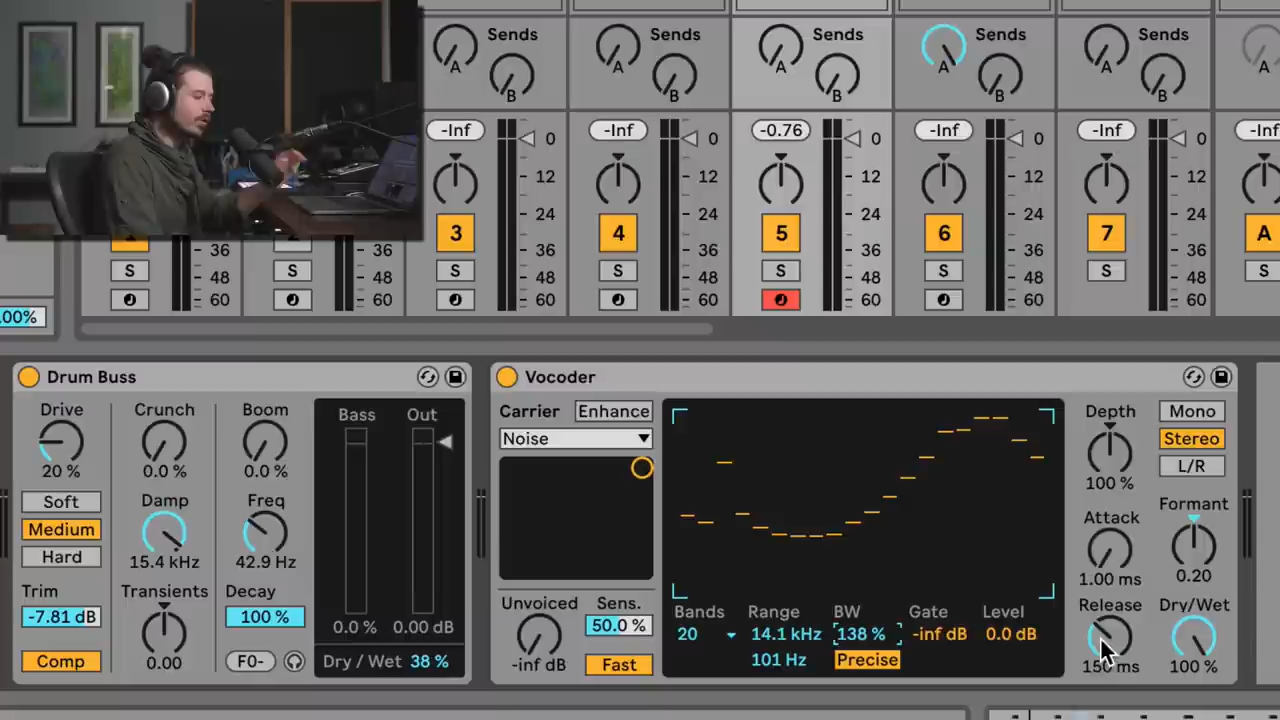 Sends Sends Sends Sends Sends
A A A A A A
B B B B B
-Inf 0 -Inf 0 -0.76 0 -Inf 0 -Inf 0 -Inf
12 12 12 12 12
24 24 24 24 24
3 4 5 6 7 A
36 36 36 36 36 36 36
S S S S S S S S
48 48 48 48 48 48 48
60 60 60 60 60 60 60
.00%
Drum Buss
Drive Crunch Boom
20 % 0.0 % 0.0 %
Soft Damp Freq
Medium
Hard 15.4 kHz 42.9 Hz
Trim Transients Decay
-7.81 dB 100 %
Comp 0.00 F0-
Bass Out
0.0 % 0.00 dB
Dry / Wet 38 %
Vocoder
Carrier Enhance
Noise
Unvoiced Sens.
50.0 %
-inf dB Fast
Bands Range BW Gate Level
20 14.1 kHz 138 % -inf dB 0.0 dB
101 Hz Precise
Depth Mono
Stereo
L/R
100 %
Attack Formant
1.00 ms 0.20
Release Dry/Wet
150 ms 100 %